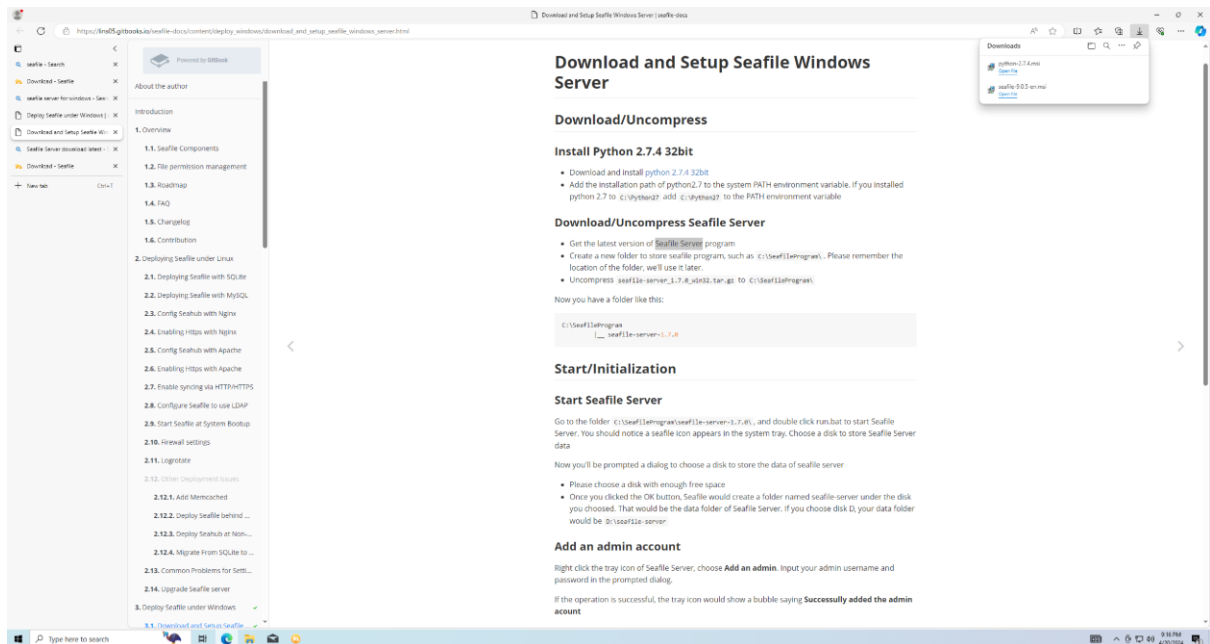 Download and Setup Seafile Windows Server | seafile-docs
https://lins05.gitbooks.io/seafile-docs/content/deploy_windows/download_and_setup_seafile_windows_server.html
seafile - Search
Download - Seafile
seafile server for windows - Sear
Deploy Seafile under Windows |
Download and Setup Seafile Win
Seafile Server download latest -
Download - Seafile
New tab
Ctrl+T
Powered by GitBook
About the author
Introduction
1. Overview
1.1. Seafile Components
1.2. File permission management
1.3. Roadmap
1.4. FAQ
1.5. Changelog
1.6. Contribution
2. Deploying Seafile under Linux
2.1. Deploying Seafile with SQLite
2.2. Deploying Seafile with MySQL
2.3. Config Seahub with Nginx
2.4. Enabling Https with Nginx
2.5. Config Seahub with Apache
2.6. Enabling Https with Apache
2.7. Enable syncing via HTTP/HTTPS
2.8. Configure Seafile to use LDAP
2.9. Start Seafile at System Bootup
2.10. Firewall settings
2.11. Logrotate
2.12. Other Deployment Issues
2.12.1. Add Memcached
2.12.2. Deploy Seafile behind ...
2.12.3. Deploy Seahub at Non-...
2.12.4. Migrate From SQLite to ...
2.13. Common Problems for Setti...
2.14. Upgrade Seafile server
3. Deploy Seafile under Windows
3.1. Download and Setup Seafile ...
Download and Setup Seafile Windows
Server
Download/Uncompress
Install Python 2.7.4 32bit
• Download and install python 2.7.4 32bit
• Add the installation path of python2.7 to the system PATH environment variable. If you installed
python 2.7 to C:\Python27 add C:\Python27 to the PATH environment variable
Download/Uncompress Seafile Server
• Get the latest version of Seafile Server program
• Create a new folder to store seafile program, such as C:\SeafileProgram\. Please remember the
location of the folder, we'll use it later.
• Uncompress seafile-server_1.7.0_win32.tar.gz to C:\SeafileProgram\
Now you have a folder like this:
C:\SeafileProgram
|__ seafile-server-1.7.0
Start/Initialization
Start Seafile Server
Go to the folder C:\SeafileProgram\seafile-server-1.7.0\, and double click run.bat to start Seafile
Server. You should notice a seafile icon appears in the system tray. Choose a disk to store Seafile Server
data
Now you'll be prompted a dialog to choose a disk to store the data of seafile server
• Please choose a disk with enough free space
• Once you clicked the OK button, Seafile would create a folder named seafile-server under the disk
you choosed. That would be the data folder of Seafile Server. If you choose disk D, your data folder
would be D:\seafile-server
Add an admin account
Right click the tray icon of Seafile Server, choose Add an admin. Input your admin username and
password in the prompted dialog.
If the operation is successful, the tray icon would show a bubble saying Successully added the admin
acount
Downloads
python-2.7.4.msi
Open file
seafile-9.0.5-en.msi
Open file
Type here to search
9:16 PM
4/20/2024